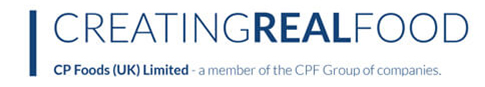 CREATINGREALFOOD
CP Foods (UK) Limited - a member of the CPF Group of companies.